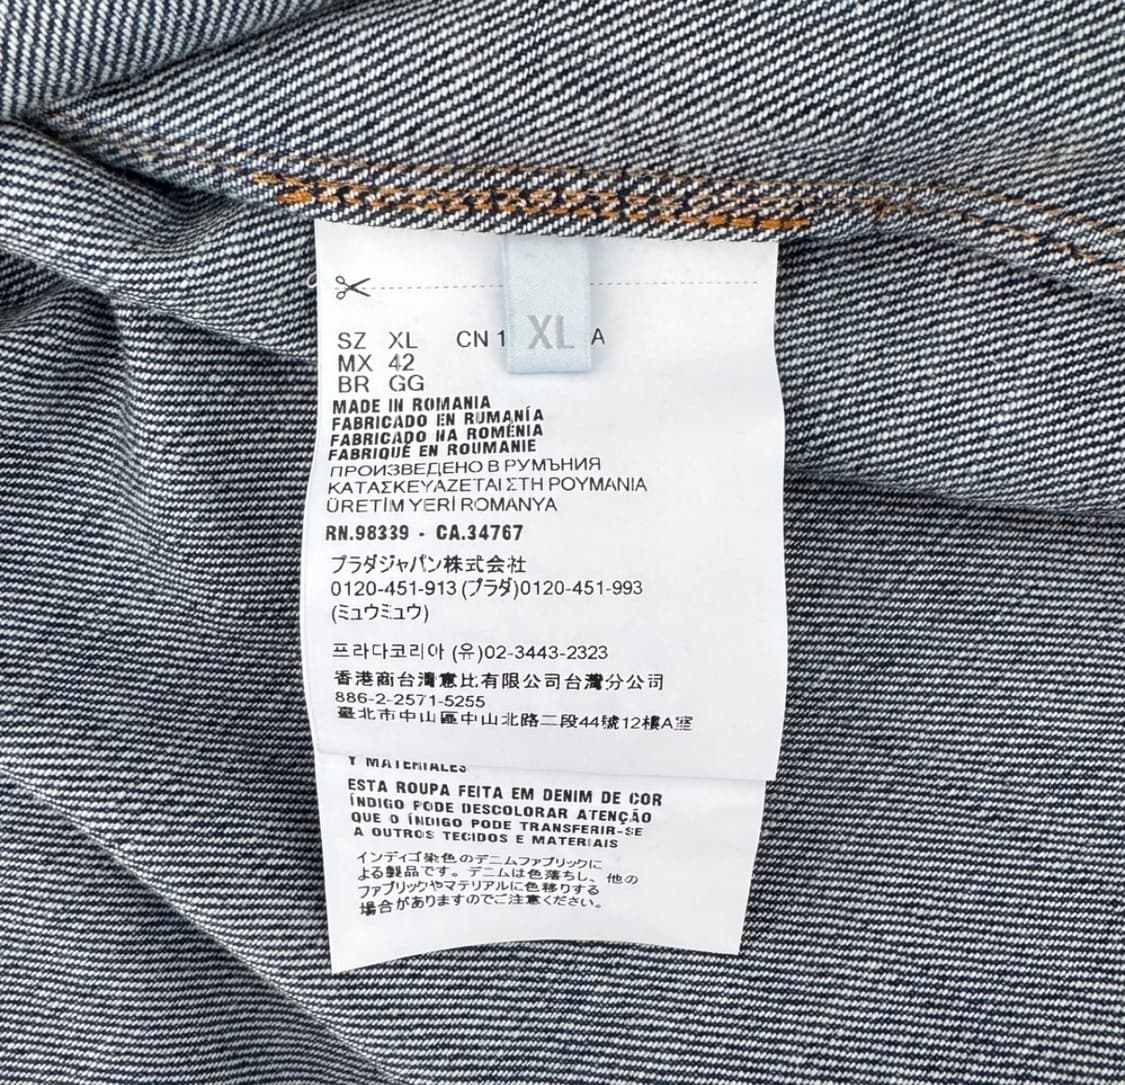 XL
SZ XL CN 1 A
MX 42
BR GG
MADE IN ROMANIA
FABRICADO EN RUMANÍA
FABRICADO NA ROMÉNIA
FABRIQUÉ EN ROUMANIE
ПРОИЗВЕДЕНО В РУМЪНИЯ
ΚΑΤΑΣΚΕΥΑΖΕΤΑΙ ΣΤΗ ΡΟΥΜΑΝΙΑ
ÜRETİM YERİ ROMANYA
RN.98339 - CA.34767
プラダジャパン株式会社
0120-451-913 (プラダ)0120-451-993
(ミュウミュウ)
프라다코리아 (유)02-3443-2323
香港商台灣意比有限公司台灣分公司
886-2-2571-5255
臺北市中山區中山北路二段44號12樓A室
Y MATERIALES
ESTA ROUPA FEITA EM DENIM DE COR
ÍNDIGO PODE DESCOLORAR ATENÇÃO
QUE O ÍNDIGO PODE TRANSFERIR-SE
A OUTROS TECIDOS E MATERIAIS
インディゴ染色のデニムファブリックに
よる製品です。デニムは色落ちし、他の
ファブリックやマテリアルに色移りする
場合がありますのでご注意ください。